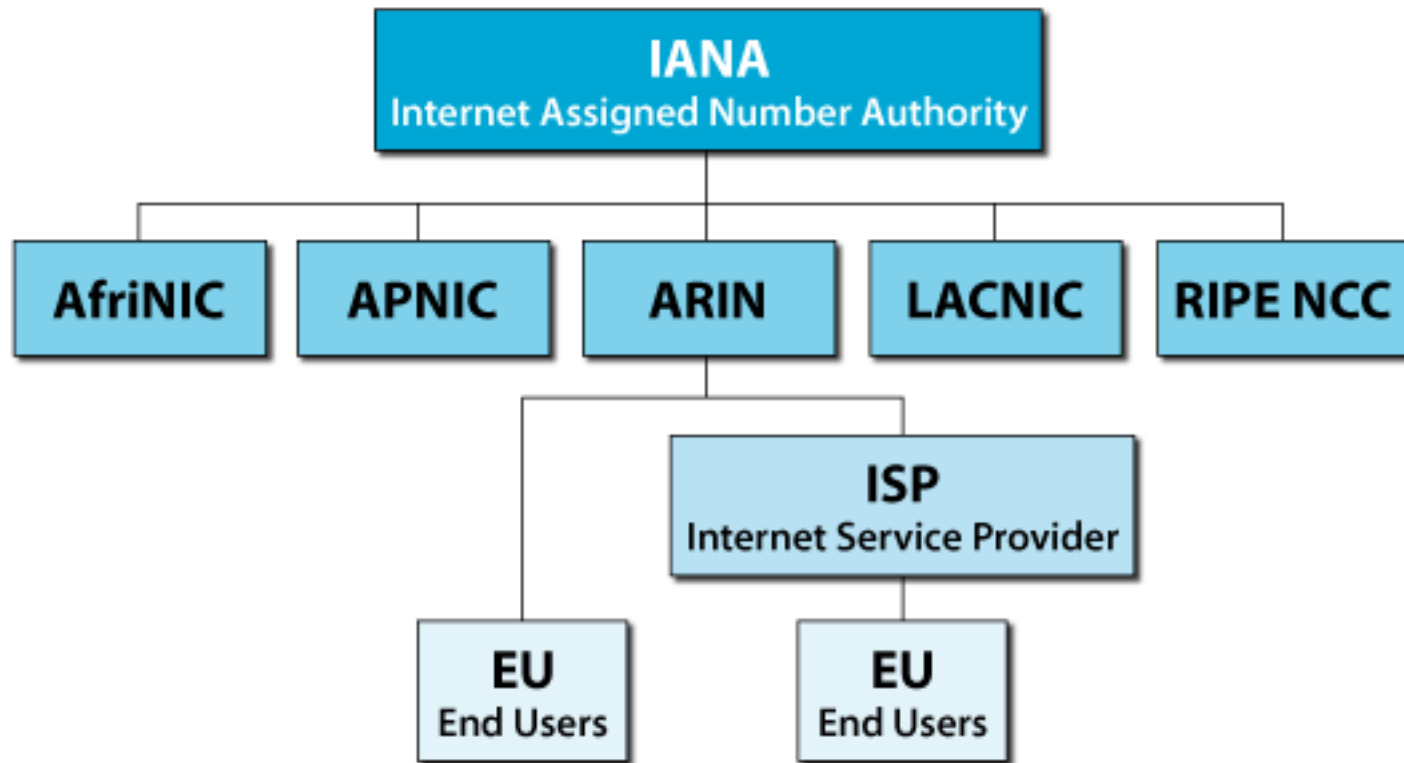 IANA
Internet Assigned Number Authority
AfriNIC
APNIC
ARIN
LACNIC
RIPE NCC
ISP
Internet Service Provider
EU
End Users
EU
End Users